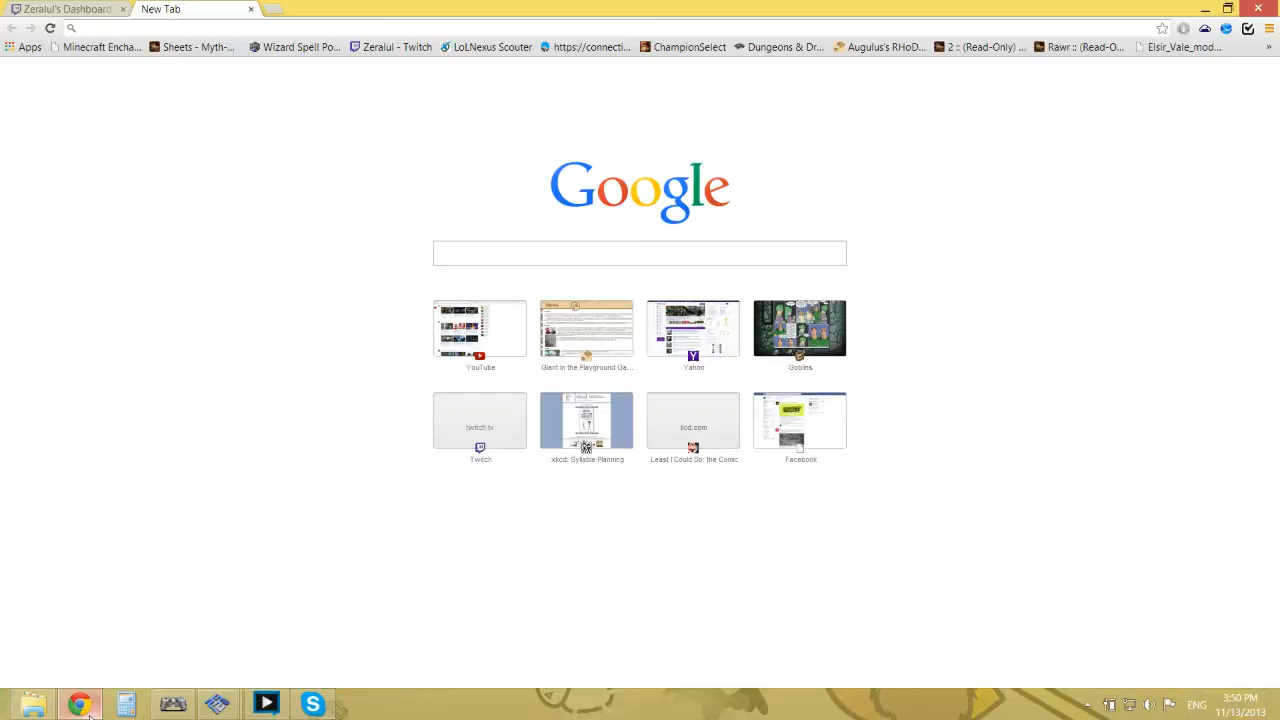 Zeralul's Dashboard
New Tab
Apps Minecraft Encha... Sheets - Myth-... Wizard Spell Po... Zeralul - Twitch LoLNexus Scouter https://connecti... ChampionSelect Dungeons & Dr... Augulus's RHoD... 2 :: (Read-Only) ... Rawr :: (Read-O... Elsir_Vale_mod... »
Google
YouTube Giant in the Playground Ga... Yahoo Goblins
twitch.tv licd.com
Twitch xkcd: Syllable Planning Least I Could Do: the Comic Facebook
ENG
3:50 PM
11/13/2013